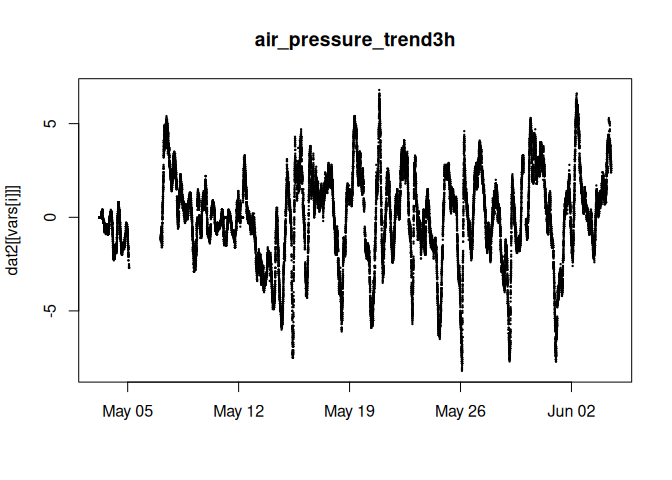 air_pressure_trend3h
dat2[[vars[i]]]
5
0
-5
May 05
May 12
May 19
May 26
Jun 02